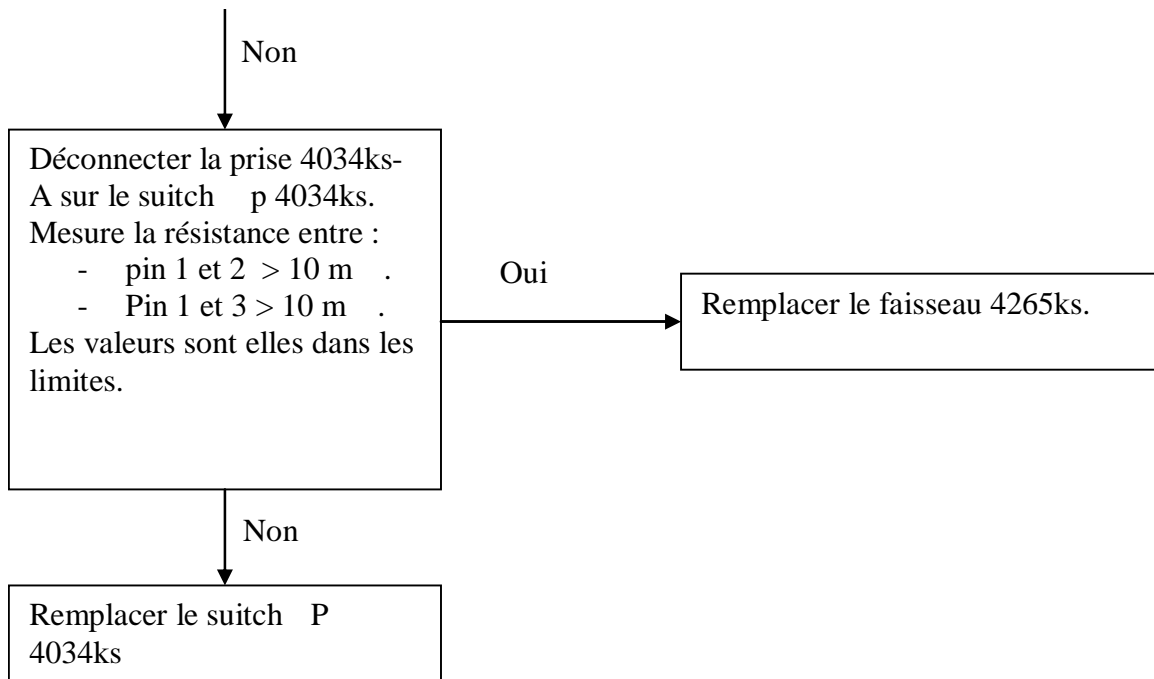 Non
Déconnecter la prise 4034ks-
A sur le suitch p 4034ks.
Mesure la résistance entre :
- pin 1 et 2 > 10 m .
- Pin 1 et 3 > 10 m .
Les valeurs sont elles dans les
limites.
Oui
Remplacer le faisseau 4265ks.
Non
Remplacer le suitch P
4034ks